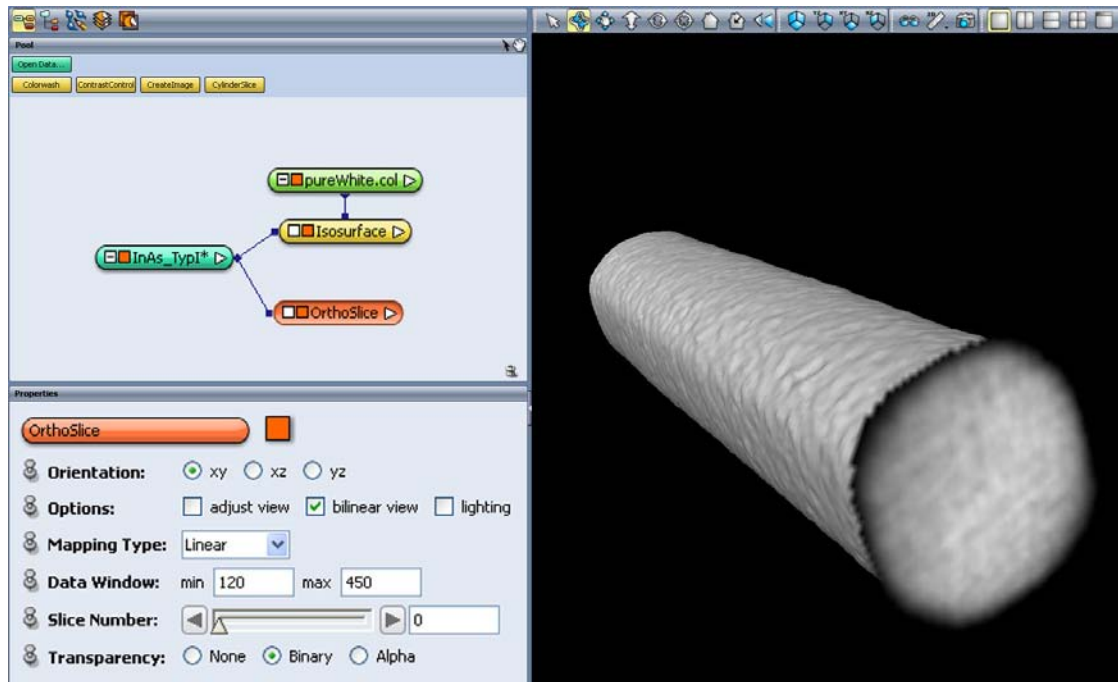 Pool
Open Data...
Colorwash ContrastControl CreateImage CylinderSlice
pureWhite.col
Isosurface
InAs_TypI*
OrthoSlice
Properties
OrthoSlice
Orientation: xy xz yz
Options: adjust view bilinear view lighting
Mapping Type: Linear
Data Window: min 120 max 450
Slice Number: 0
Transparency: None Binary Alpha